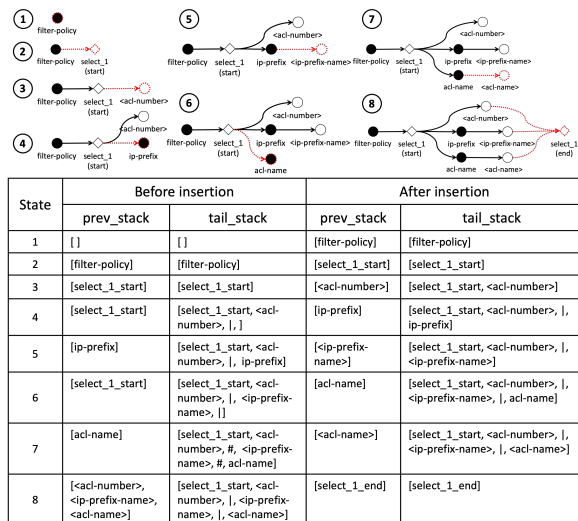 1
filter-policy
2
filter-policy
select_1
(start)
3
filter-policy
select_1
(start)
<acl-number>
4
filter-policy
select_1
(start)
<acl-number>
ip-prefix
5
filter-policy
select_1
(start)
<acl-number>
ip-prefix
<ip-prefix-name>
6
filter-policy
select_1
(start)
<acl-number>
ip-prefix
<ip-prefix-name>
acl-name
7
filter-policy
select_1
(start)
<acl-number>
ip-prefix
<ip-prefix-name>
acl-name
<acl-name>
8
filter-policy
select_1
(start)
<acl-number>
ip-prefix
<ip-prefix-name>
acl-name
<acl-name>
select_1
(end)
State Before insertion After insertion
prev_stack tail_stack prev_stack tail_stack
1 [ ] [ ] [filter-policy] [filter-policy]
2 [filter-policy] [filter-policy] [select_1_start] [select_1_start]
3 [select_1_start] [select_1_start] [<acl-number>] [select_1_start, <acl-number>]
4 [select_1_start] [select_1_start, <acl-
number>, |, ] [ip-prefix] [select_1_start, <acl-number>, |,
ip-prefix]
5 [ip-prefix] [select_1_start, <acl-
number>, |, ip-prefix] [<ip-prefix-
name>] [select_1_start, <acl-number>, |,
<ip-prefix-name>]
6 [select_1_start] [select_1_start, <acl-
number>, |, <ip-prefix-
name>, |] [acl-name] [select_1_start, <acl-number>, |,
<ip-prefix-name>, |, acl-name]
7 [acl-name] [select_1_start, <acl-
number>, #, <ip-prefix-
name>, #, acl-name] [<acl-name>] [select_1_start, <acl-number>, |,
<ip-prefix-name>, |, <acl-name>]
8 [<acl-number>,
<ip-prefix-name>,
<acl-name>] [select_1_start, <acl-
number>, |, <ip-prefix-
name>, |, <acl-name>] [select_1_end] [select_1_end]